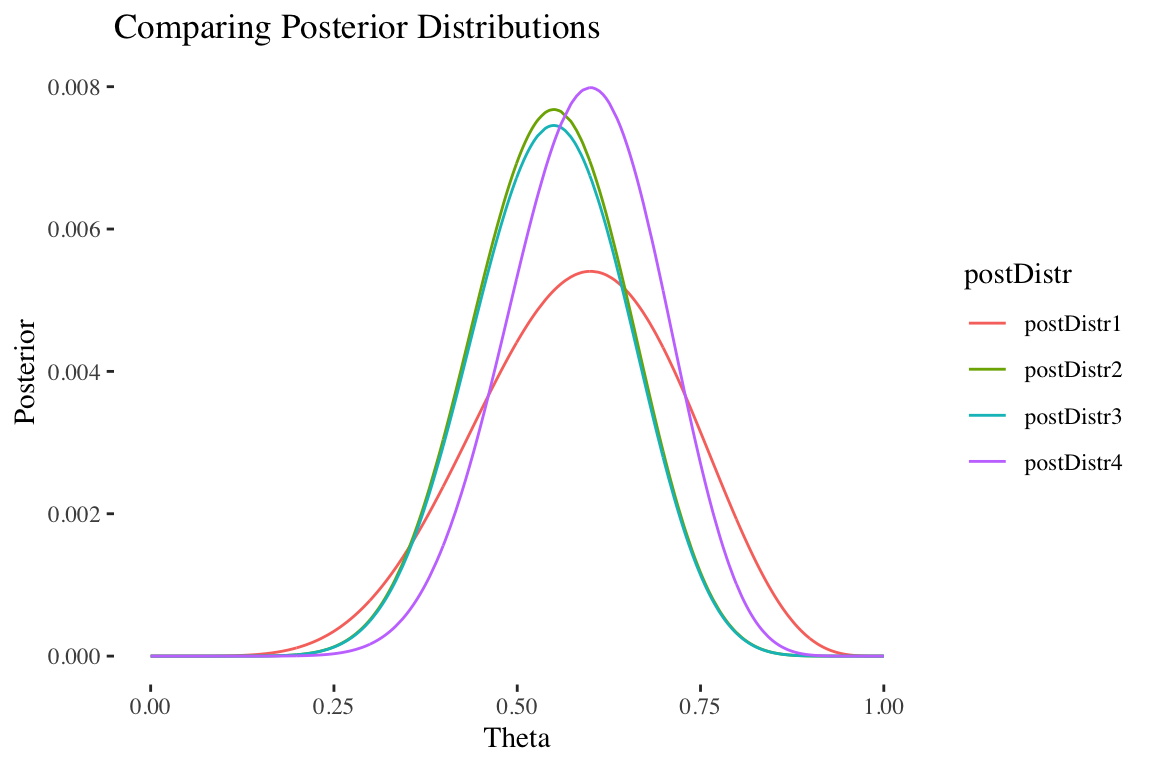 Comparing Posterior Distributions
Posterior
0.008
0.006
0.004
0.002
0.000
0.00 0.25 0.50 0.75 1.00
Theta
postDistr
postDistr1
postDistr2
postDistr3
postDistr4